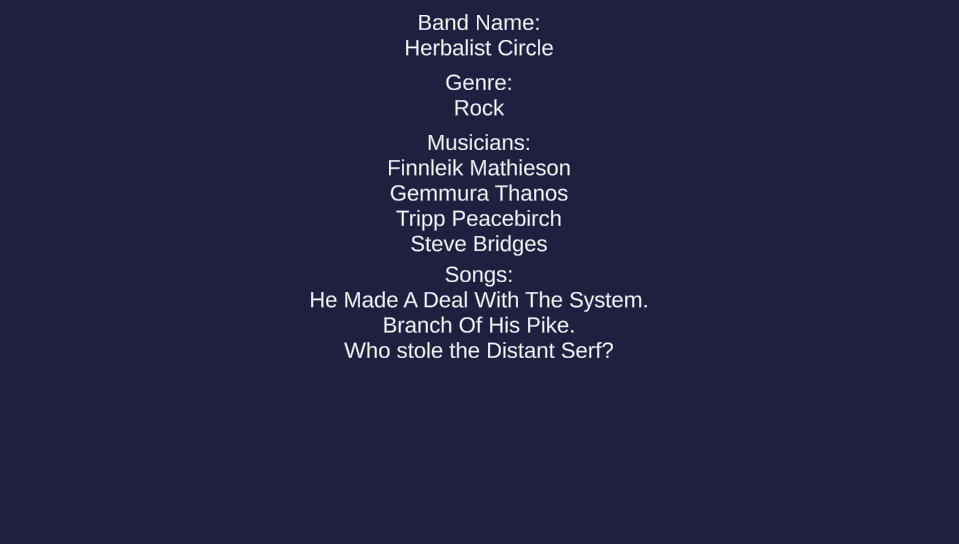 Band Name:
Herbalist Circle
Genre:
Rock
Musicians:
Finnleik Mathieson
Gemmura Thanos
Tripp Peacebirch
Steve Bridges
Songs:
He Made A Deal With The System.
Branch Of His Pike.
Who stole the Distant Serf?